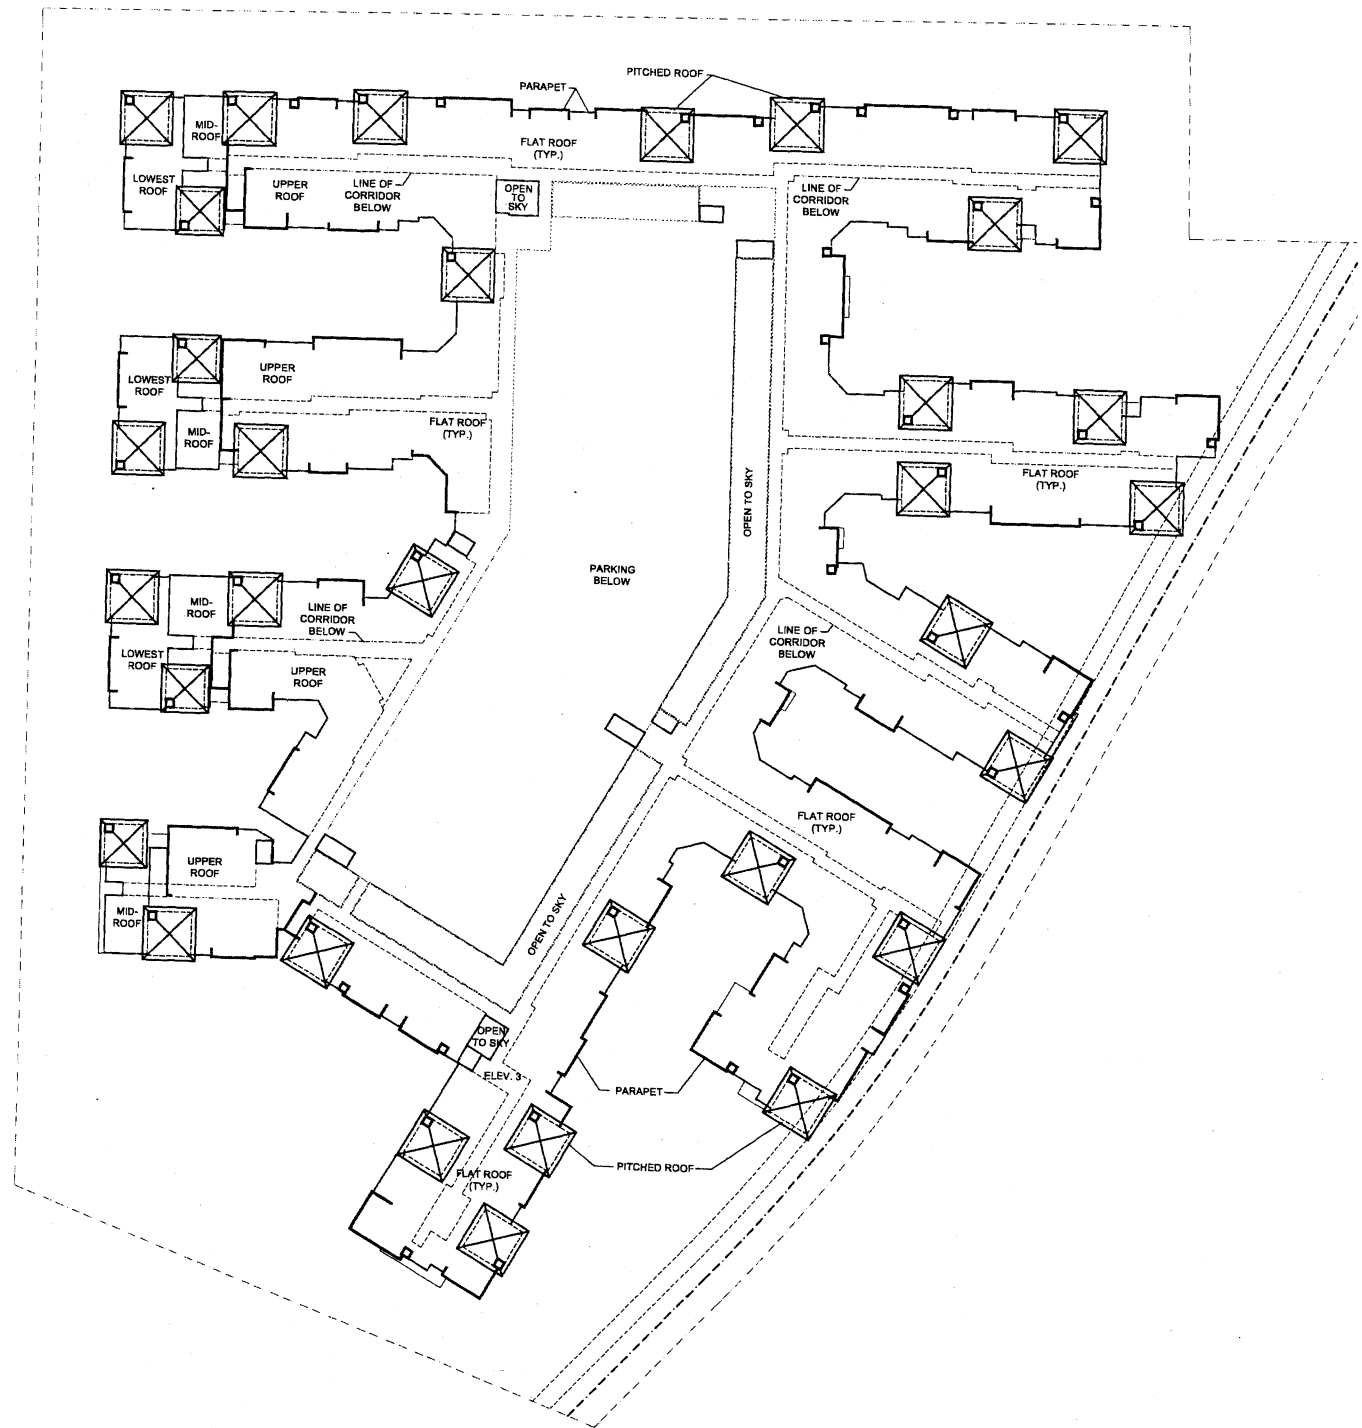 PITCHED ROOF
PARAPET
MID-
ROOF
FLAT ROOF
(TYP.)
LOWEST
ROOF
UPPER
ROOF
LINE OF
CORRIDOR
BELOW
OPEN
TO
SKY
LINE OF
CORRIDOR
BELOW
LOWEST
ROOF
UPPER
ROOF
MID-
ROOF
FLAT ROOF
(TYP.)
FLAT ROOF
(TYP.)
OPEN TO SKY
PARKING
BELOW
MID-
ROOF
LINE OF
CORRIDOR
BELOW
LOWEST
ROOF
UPPER
ROOF
LINE OF
CORRIDOR
BELOW
FLAT ROOF
(TYP.)
UPPER
ROOF
MID-
ROOF
OPEN TO SKY
OPEN
TO SKY
ELEV. 3
PARAPET
PITCHED ROOF
FLAT ROOF
(TYP.)